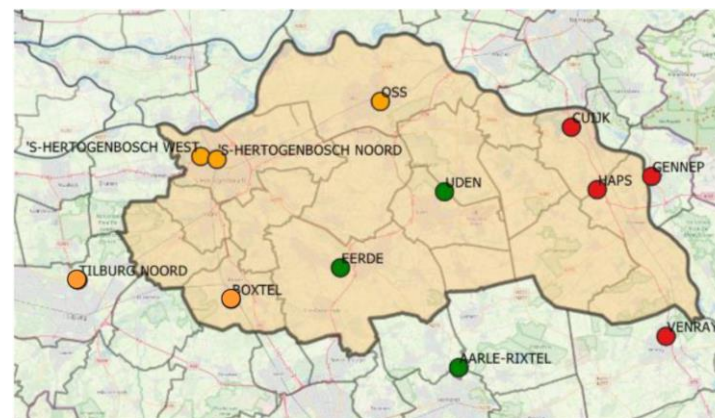 OSS
CUIJK
'S-HERTOGENBOSCH WEST
'S-HERTOGENBOSCH NOORD
GENNEP
UDEN
HAPS
EERDE
TILBURG NOORD
BOXTEL
VENRAY
AARLE-RIXTEL